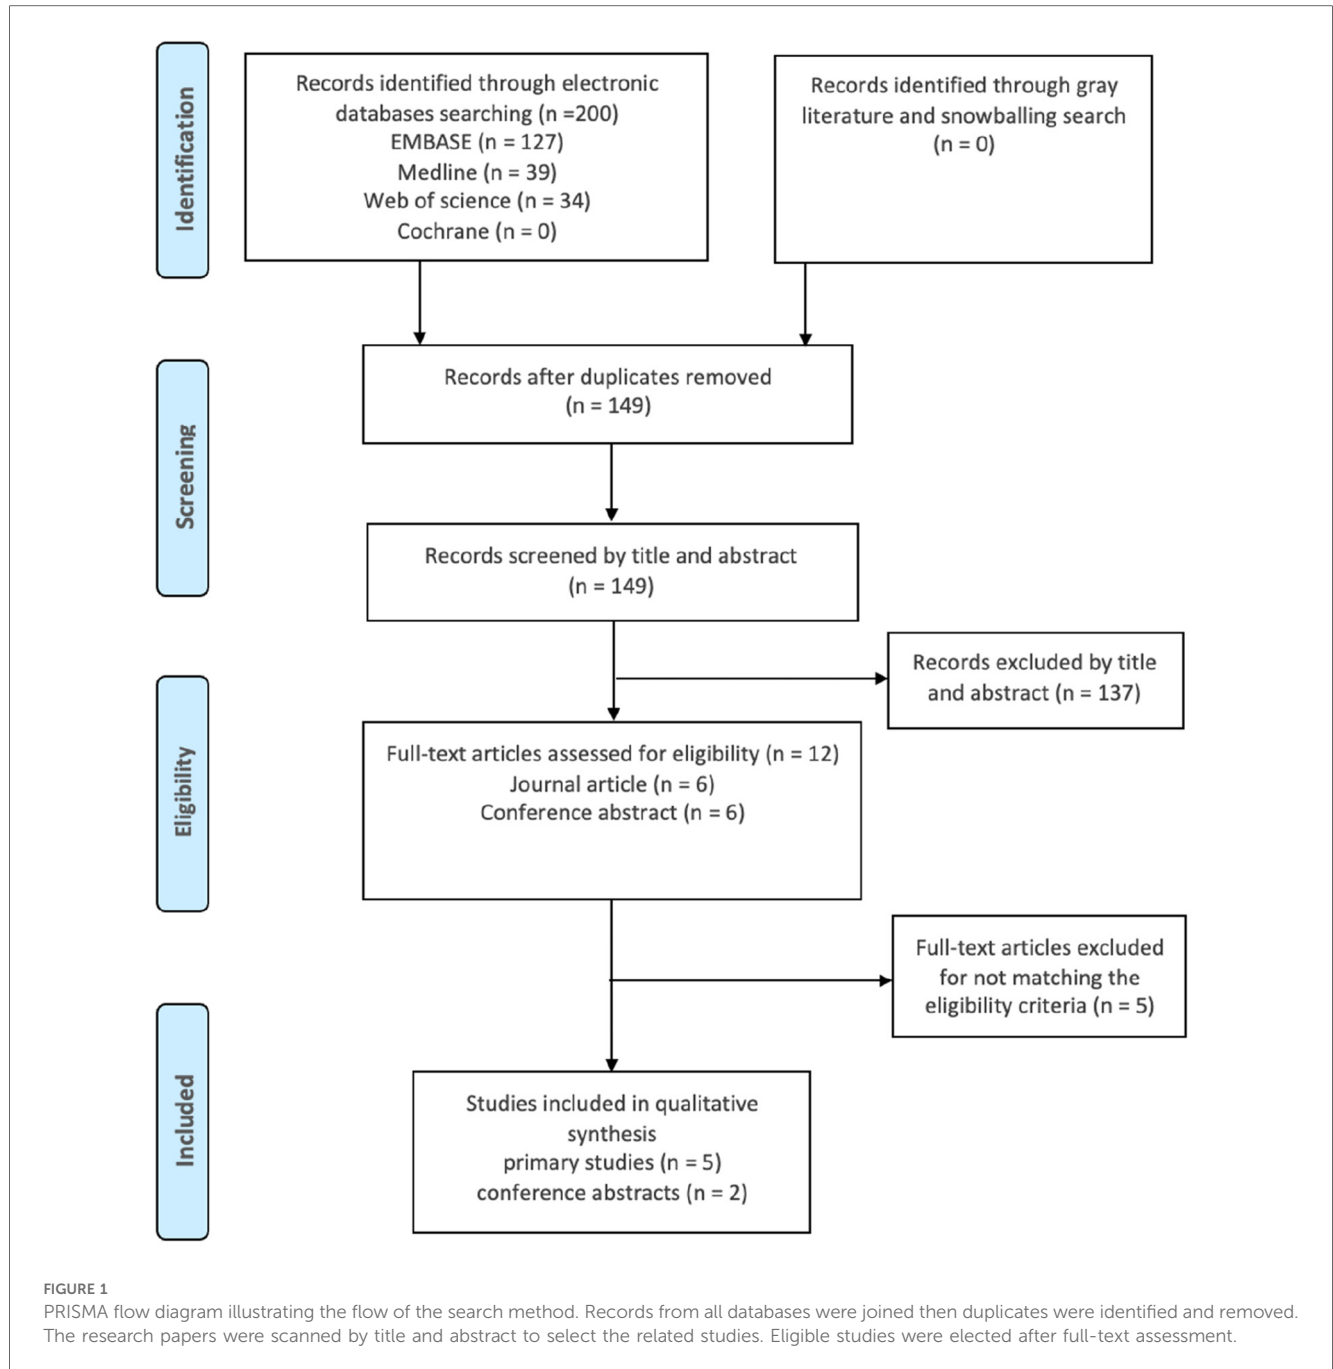 Identification
Records identified through electronic
databases searching (n =200)
EMBASE (n = 127)
Medline (n = 39)
Web of science (n = 34)
Cochrane (n = 0)
Records identified through gray
literature and snowballing search
(n = 0)
Screening
Records after duplicates removed
(n = 149)
Records screened by title and abstract
(n = 149)
Records excluded by title
and abstract (n = 137)
Eligibility
Full-text articles assessed for eligibility (n = 12)
Journal article (n = 6)
Conference abstract (n = 6)
Full-text articles excluded
for not matching the
eligibility criteria (n = 5)
Included
Studies included in qualitative
synthesis
primary studies (n = 5)
conference abstracts (n = 2)
FIGURE 1
PRISMA flow diagram illustrating the flow of the search method. Records from all databases were joined then duplicates were identified and removed.
The research papers were scanned by title and abstract to select the related studies. Eligible studies were elected after full-text assessment.